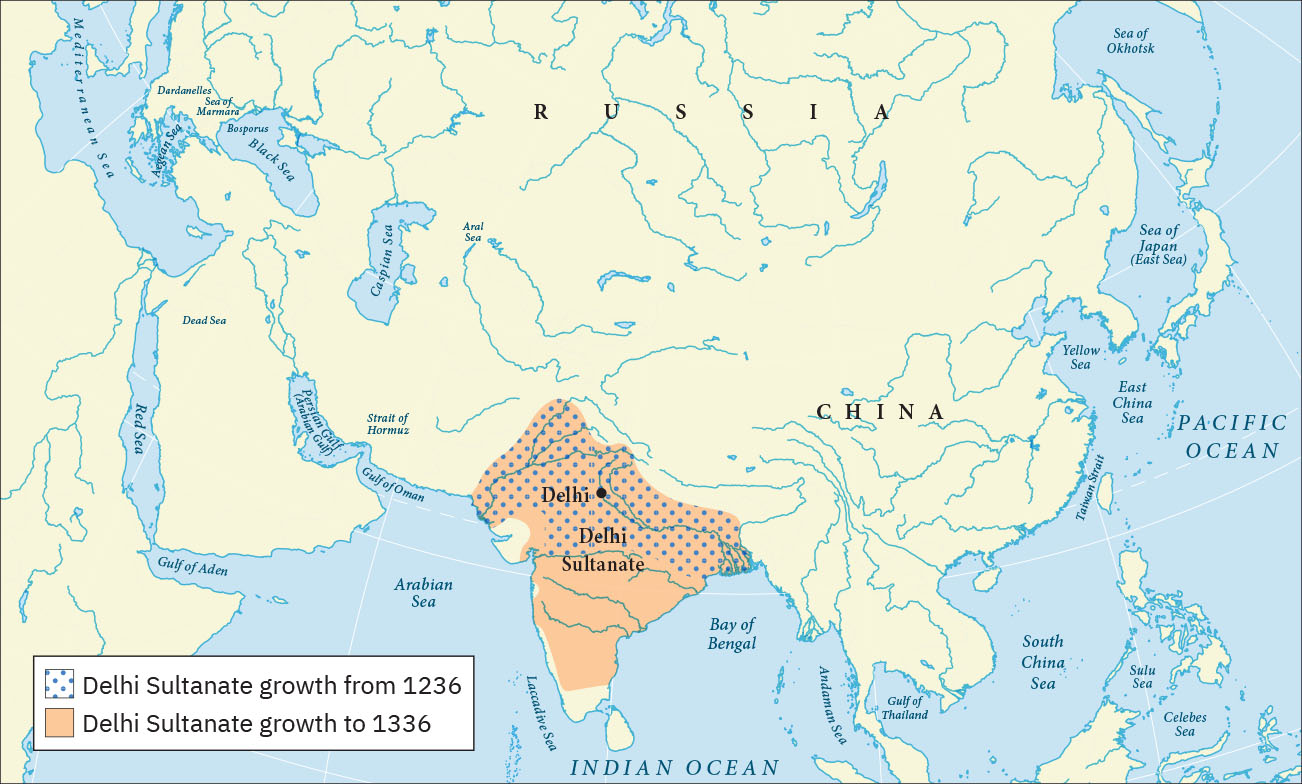 Mediterranean Sea
Dardanelles
Sea of
Marmara
Bosporus
Aegean Sea
Black Sea
RUSSIA
Sea of
Okhotsk
Aral
Sea
Caspian Sea
Sea of
Japan
(East Sea)
Dead Sea
Yellow
Sea
East
China
Sea
PACIFIC
OCEAN
CHINA
Red Sea
Persian Gulf
(Arabian Gulf)
Strait of
Hormuz
Gulf of Oman
Delhi
Delhi
Sultanate
Taiwan Strait
Gulf of Aden
Arabian
Sea
Bay of
Bengal
South
China
Sea
Sulu
Sea
Celebes
Sea
Andaman Sea
Gulf of
Thailand
Laccadive Sea
INDIAN OCEAN
Delhi Sultanate growth from 1236
Delhi Sultanate growth to 1336